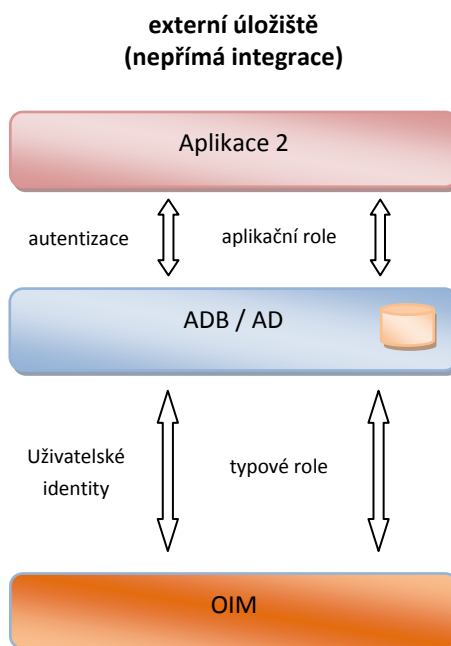 externí úložiště
(nepřímá integrace)
Aplikace 2
autentizace
aplikační role
ADB / AD
Uživatelské
identity
typové role
OIM